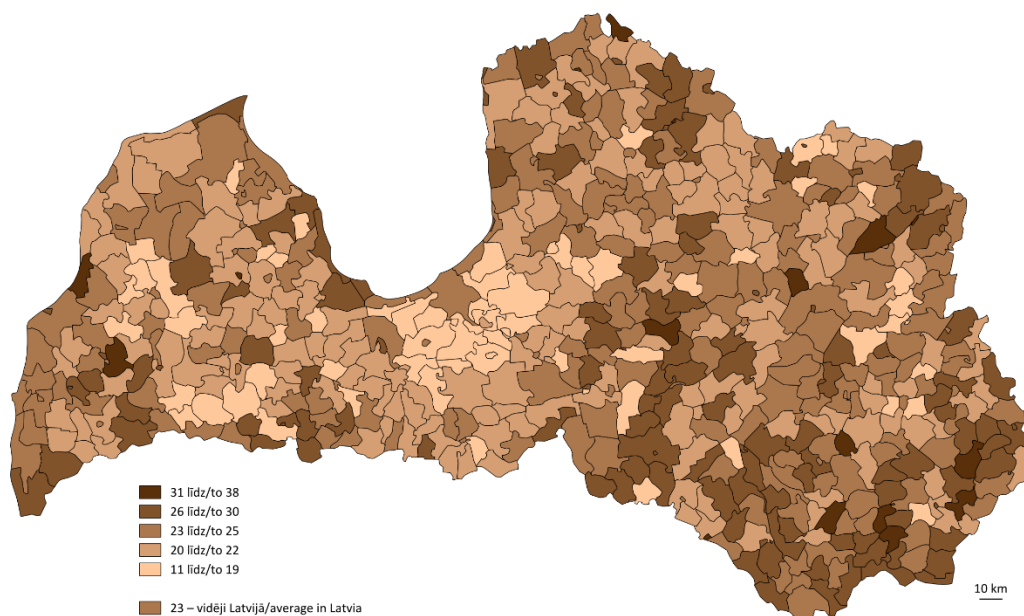 31 līdz/to 38
26 līdz/to 30
23 līdz/to 25
20 līdz/to 22
11 līdz/to 19
23 – vidēji Latvijā/average in Latvia
10 km